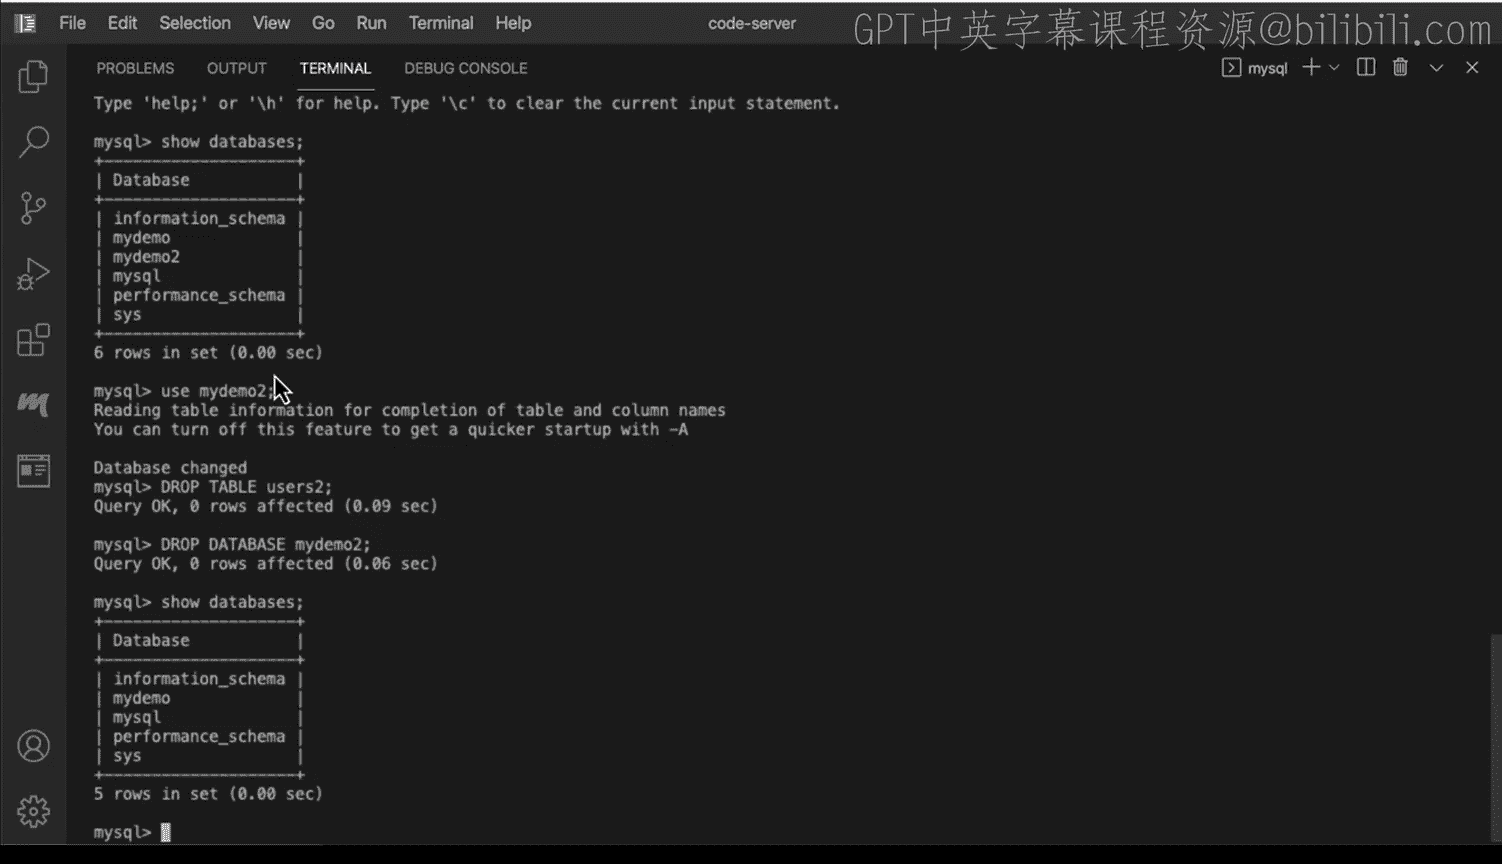 File Edit Selection View Go Run Terminal Help code-server
GPT中英字幕课程资源@bilibili.com
PROBLEMS OUTPUT TERMINAL DEBUG CONSOLE mysql
Type 'help;' or '\h' for help. Type '\c' to clear the current input statement.
mysql> show databases;
+--------------------+
| Database           |
+--------------------+
| information_schema |
| mydemo             |
| mydemo2            |
| mysql              |
| performance_schema |
| sys                |
+--------------------+
6 rows in set (0.00 sec)
mysql> use mydemo2;
Reading table information for completion of table and column names
You can turn off this feature to get a quicker startup with -A
Database changed
mysql> DROP TABLE users2;
Query OK, 0 rows affected (0.09 sec)
mysql> DROP DATABASE mydemo2;
Query OK, 0 rows affected (0.06 sec)
mysql> show databases;
+--------------------+
| Database           |
+--------------------+
| information_schema |
| mydemo             |
| mysql              |
| performance_schema |
| sys                |
+--------------------+
5 rows in set (0.00 sec)
mysql>